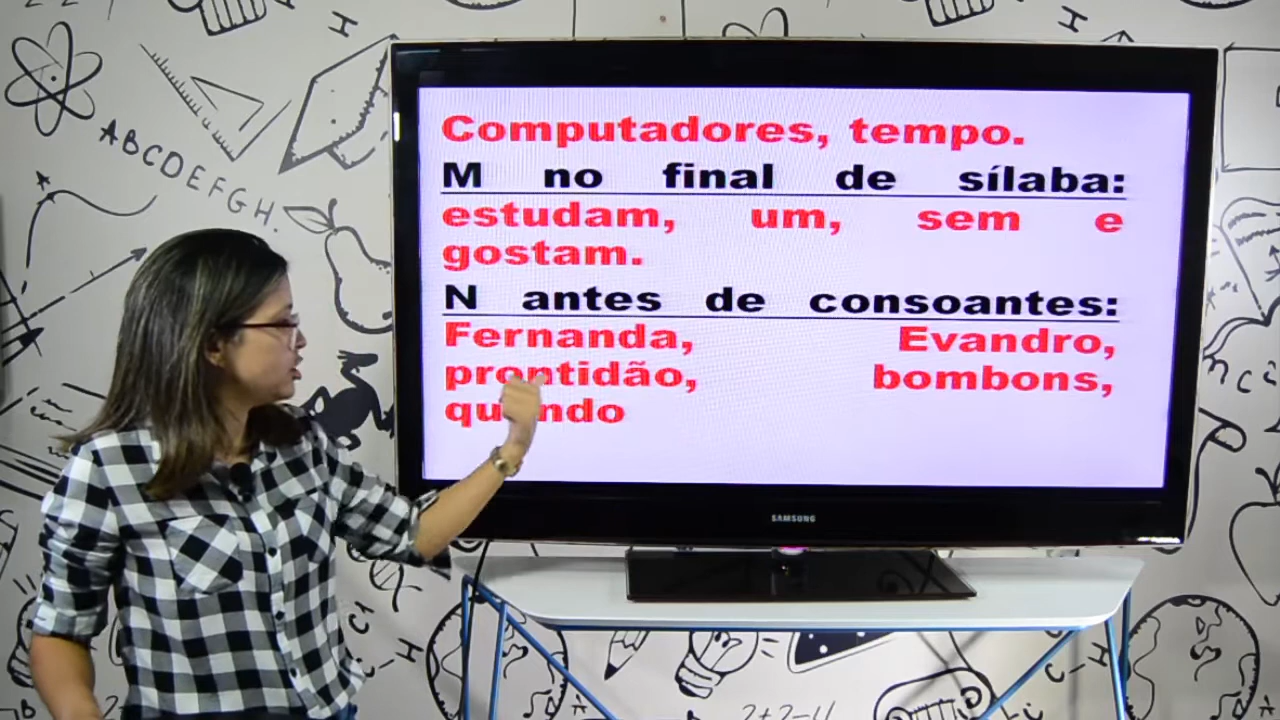 Computadores, tempo.
M no final de sílaba:
estudam, um, sem e
gostam.
N antes de consoantes:
Fernanda, Evandro,
prontidão, bombons,
quando
SAMSUNG
ABCDEFGH.
H
H